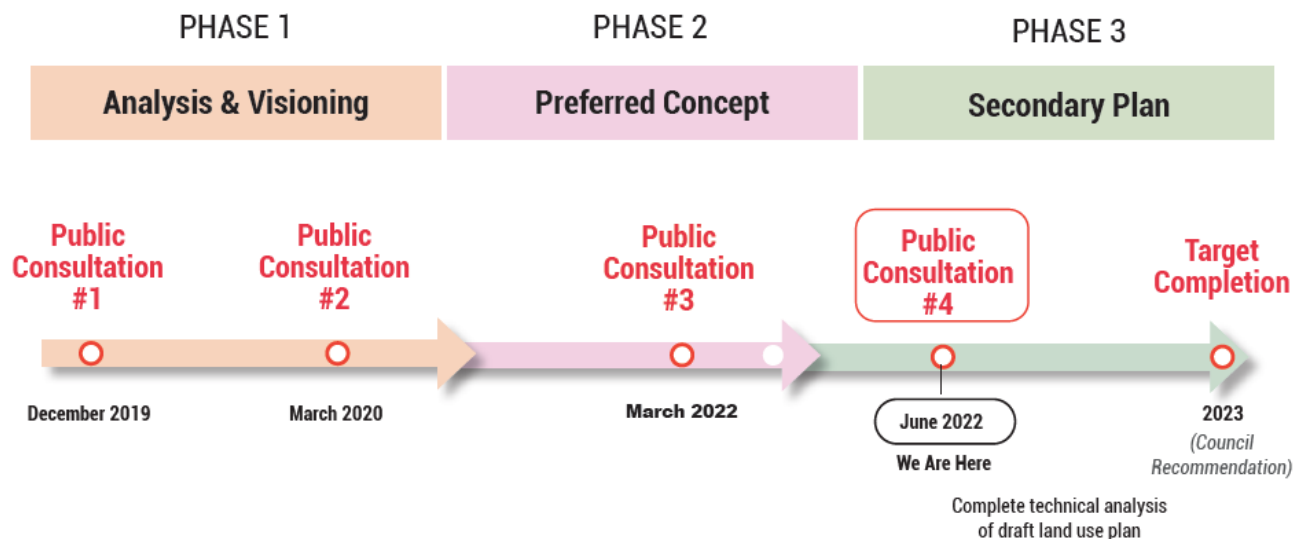 PHASE 1
PHASE 2
PHASE 3
Analysis & Visioning
Preferred Concept
Secondary Plan
Public
Consultation
#1
Public
Consultation
#2
Public
Consultation
#3
Public
Consultation
#4
Target
Completion
December 2019
March 2020
March 2022
June 2022
We Are Here
2023
(Council
Recommendation)
Complete technical analysis
of draft land use plan